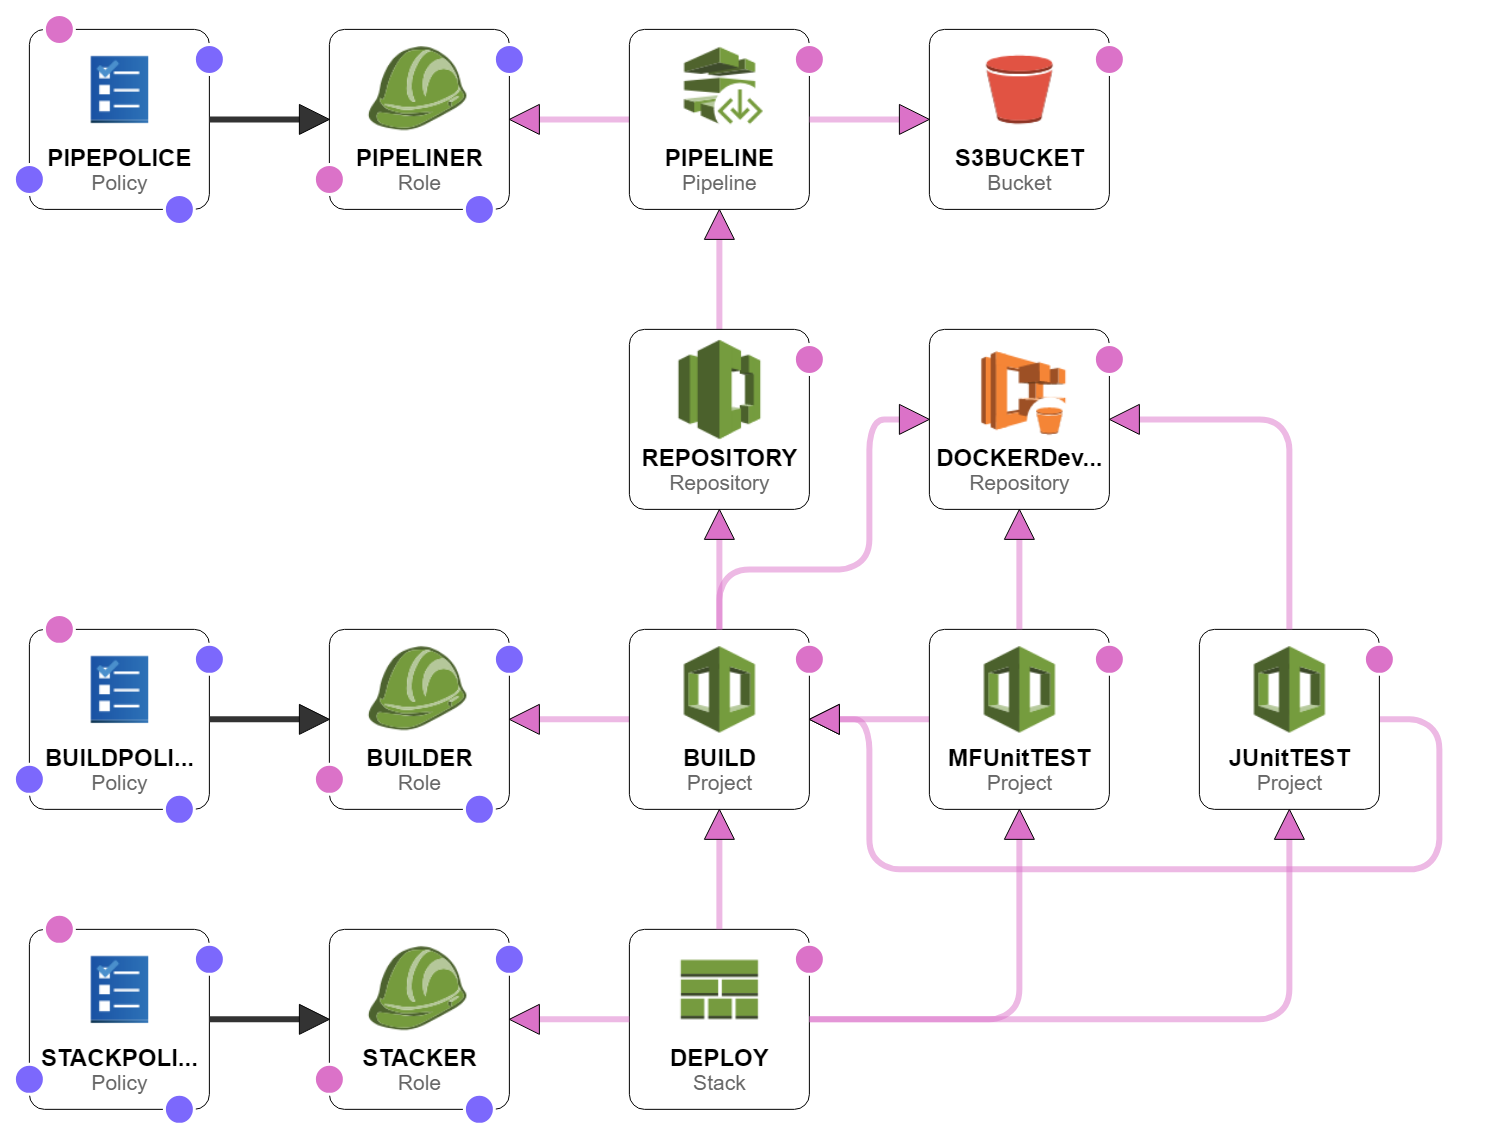 PIPEPOLICE
Policy
PIPELINER
Role
PIPELINE
Pipeline
S3BUCKET
Bucket
REPOSITORY
Repository
DOCKERDev...
Repository
BUILDPOLI...
Policy
BUILDER
Role
BUILD
Project
MFUnitTEST
Project
JUnitTEST
Project
STACKPOLI...
Policy
STACKER
Role
DEPLOY
Stack